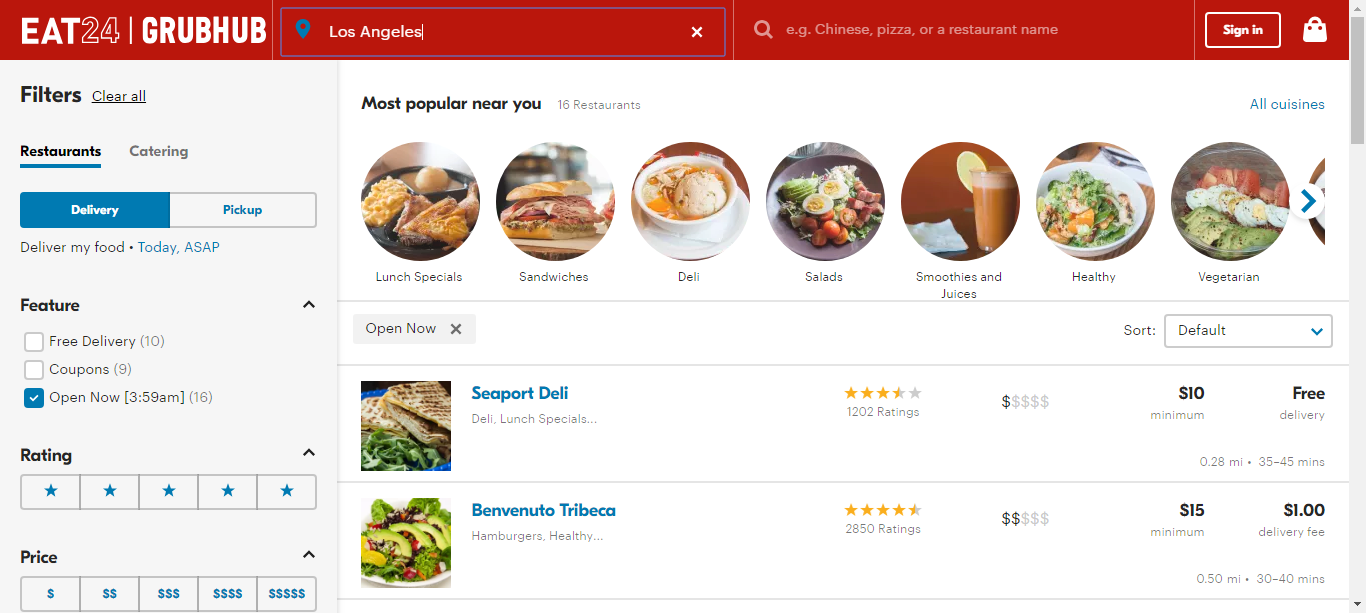 EAT24 | GRUBHUB
Los Angeles
e.g. Chinese, pizza, or a restaurant name
Sign in
Filters Clear all
Restaurants Catering
Delivery Pickup
Deliver my food • Today, ASAP
Feature
Free Delivery (10)
Coupons (9)
Open Now [3:59am] (16)
Rating
Price
$ $$ $$$ $$$$ $$$$$
Most popular near you 16 Restaurants All cuisines
Lunch Specials
Sandwiches
Deli
Salads
Smoothies and
Juices
Healthy
Vegetarian
Open Now
Sort: Default
Seaport Deli
Deli, Lunch Specials...
1202 Ratings
$$$$$
$10
minimum
Free
delivery
0.28 mi • 35–45 mins
Benvenuto Tribeca
Hamburgers, Healthy...
2850 Ratings
$$$$$
$15
minimum
$1.00
delivery fee
0.50 mi • 30–40 mins